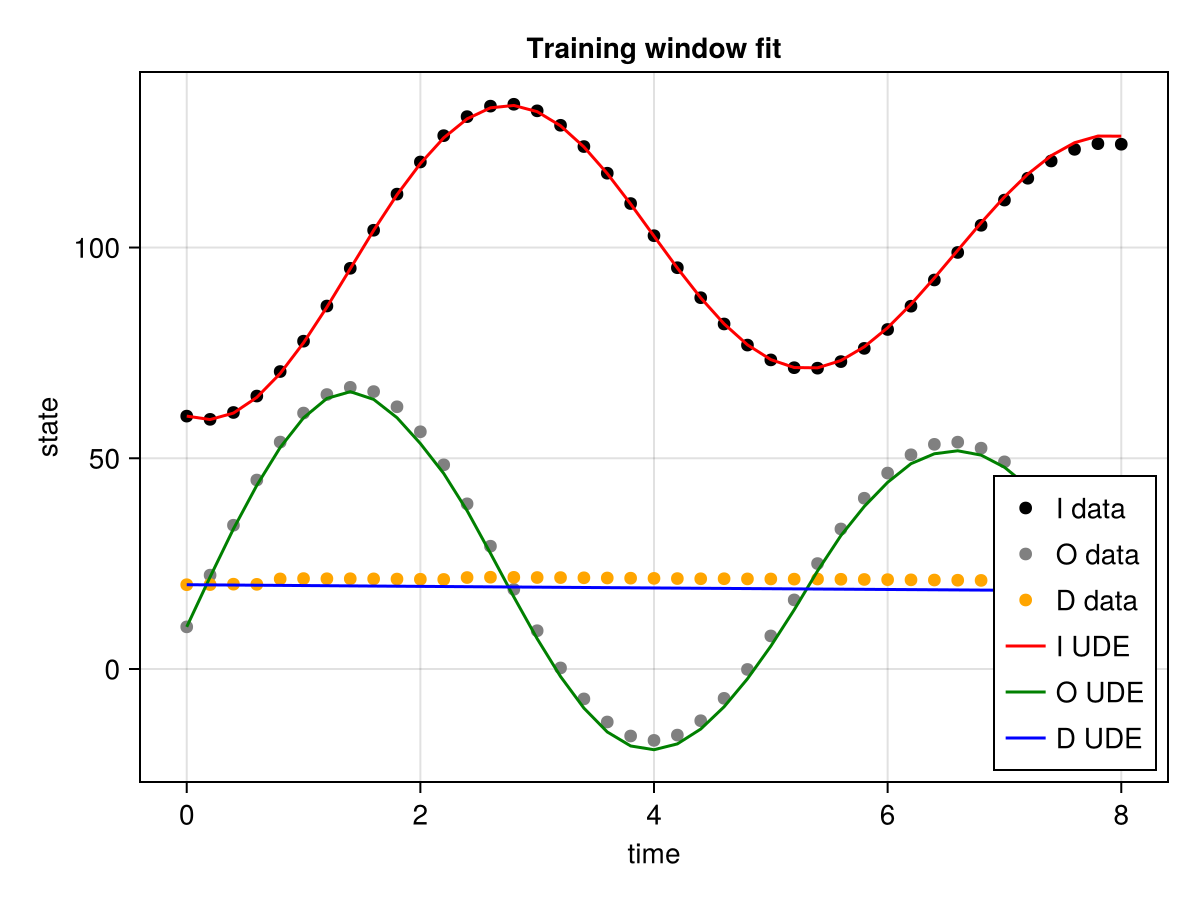 Training window fit
100
50
0
state
0 2 4 6 8
time
I data
O data
D data
I UDE
O UDE
D UDE